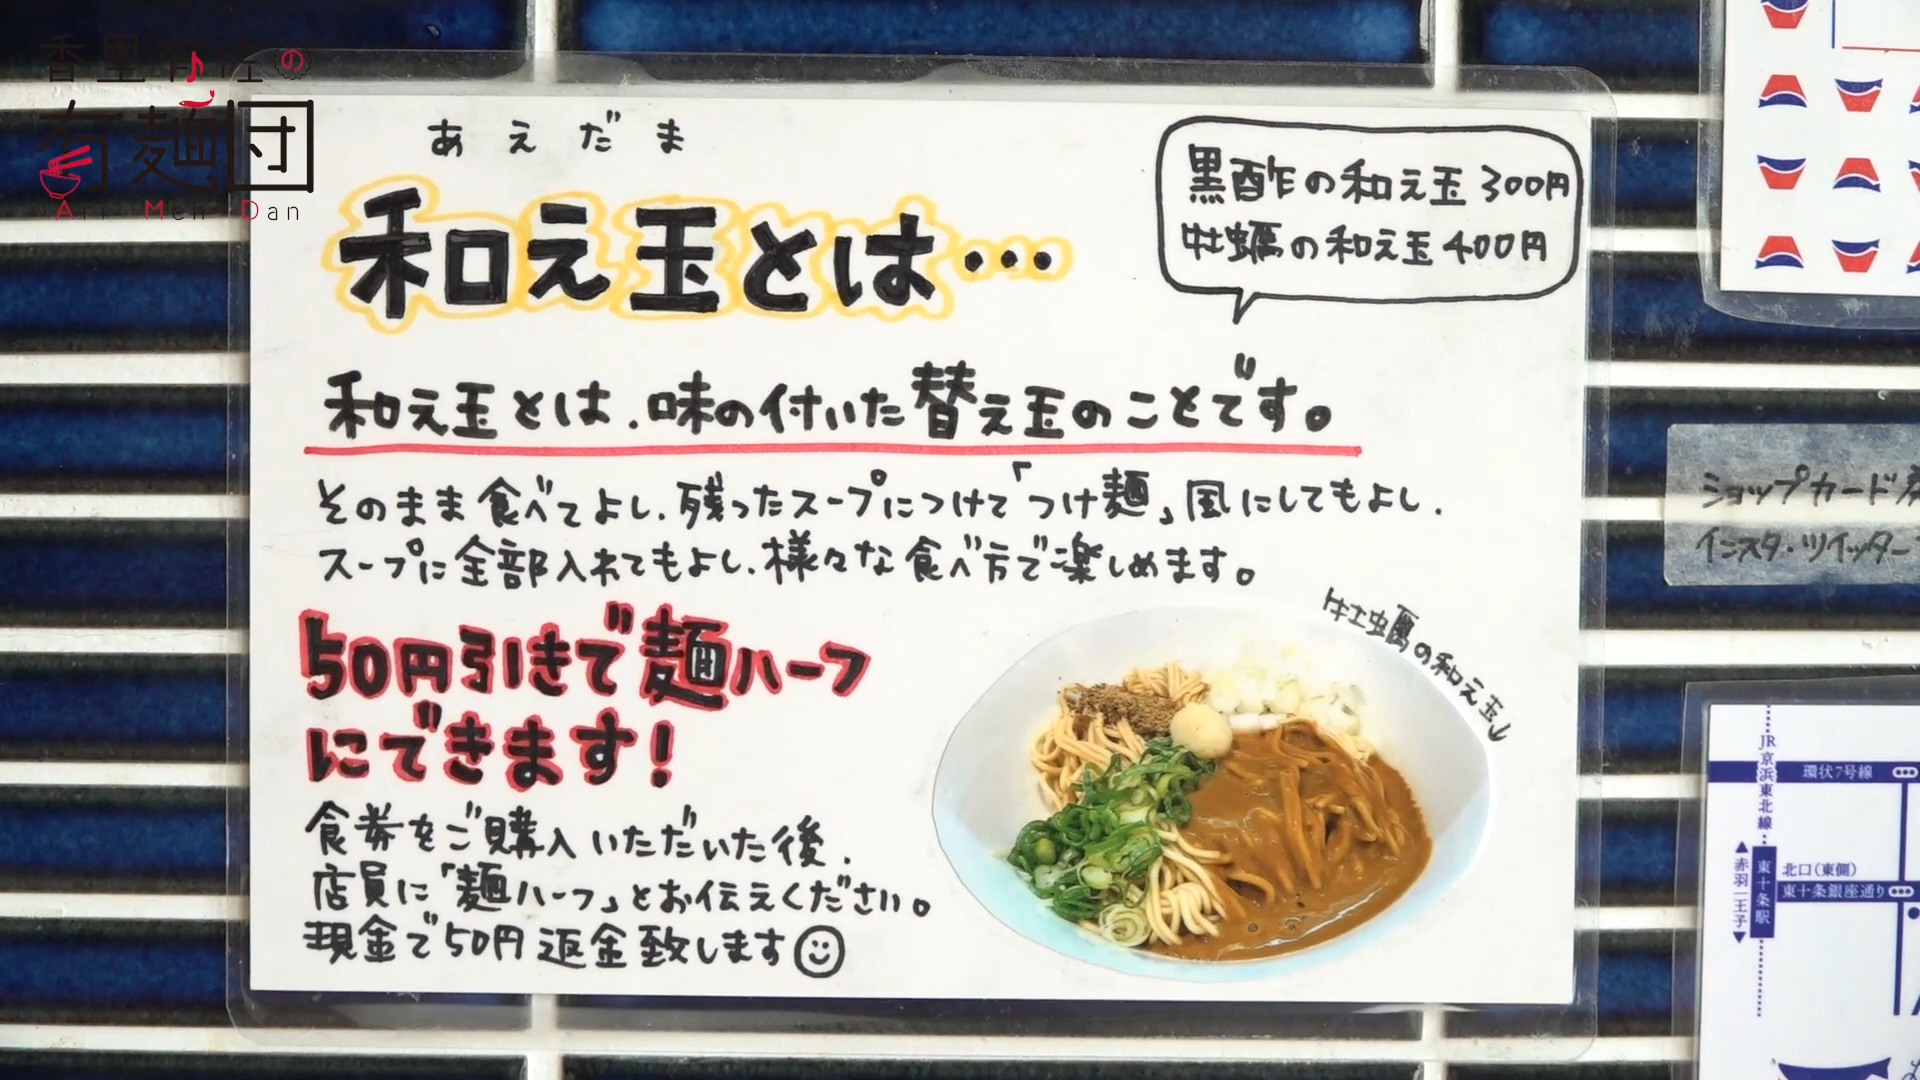 香里有佐の
有麺団
Ari Men Dan
あえだま
和え玉とは…
黒酢の和え玉300円
牡蠣の和え玉400円
和え玉とは、味の付いた替え玉のことです。
そのまま食べてよし、残ったスープにつけて「つけ麺」風にしてもよし、
スープに全部入れてもよし、様々な食べ方で楽しめます。
50円引きで麺ハーフ
にできます!
牡蠣の和え玉↓
食券をご購入いただいた後、
店員に「麺ハーフ」とお伝えください。
現金で50円返金致します☺
ショップカード
インスタ・ツイッター
JR京浜東北線
環状7号線
北口(東側)
東十条銀座通り
東十条駅
▲赤羽 王子▼